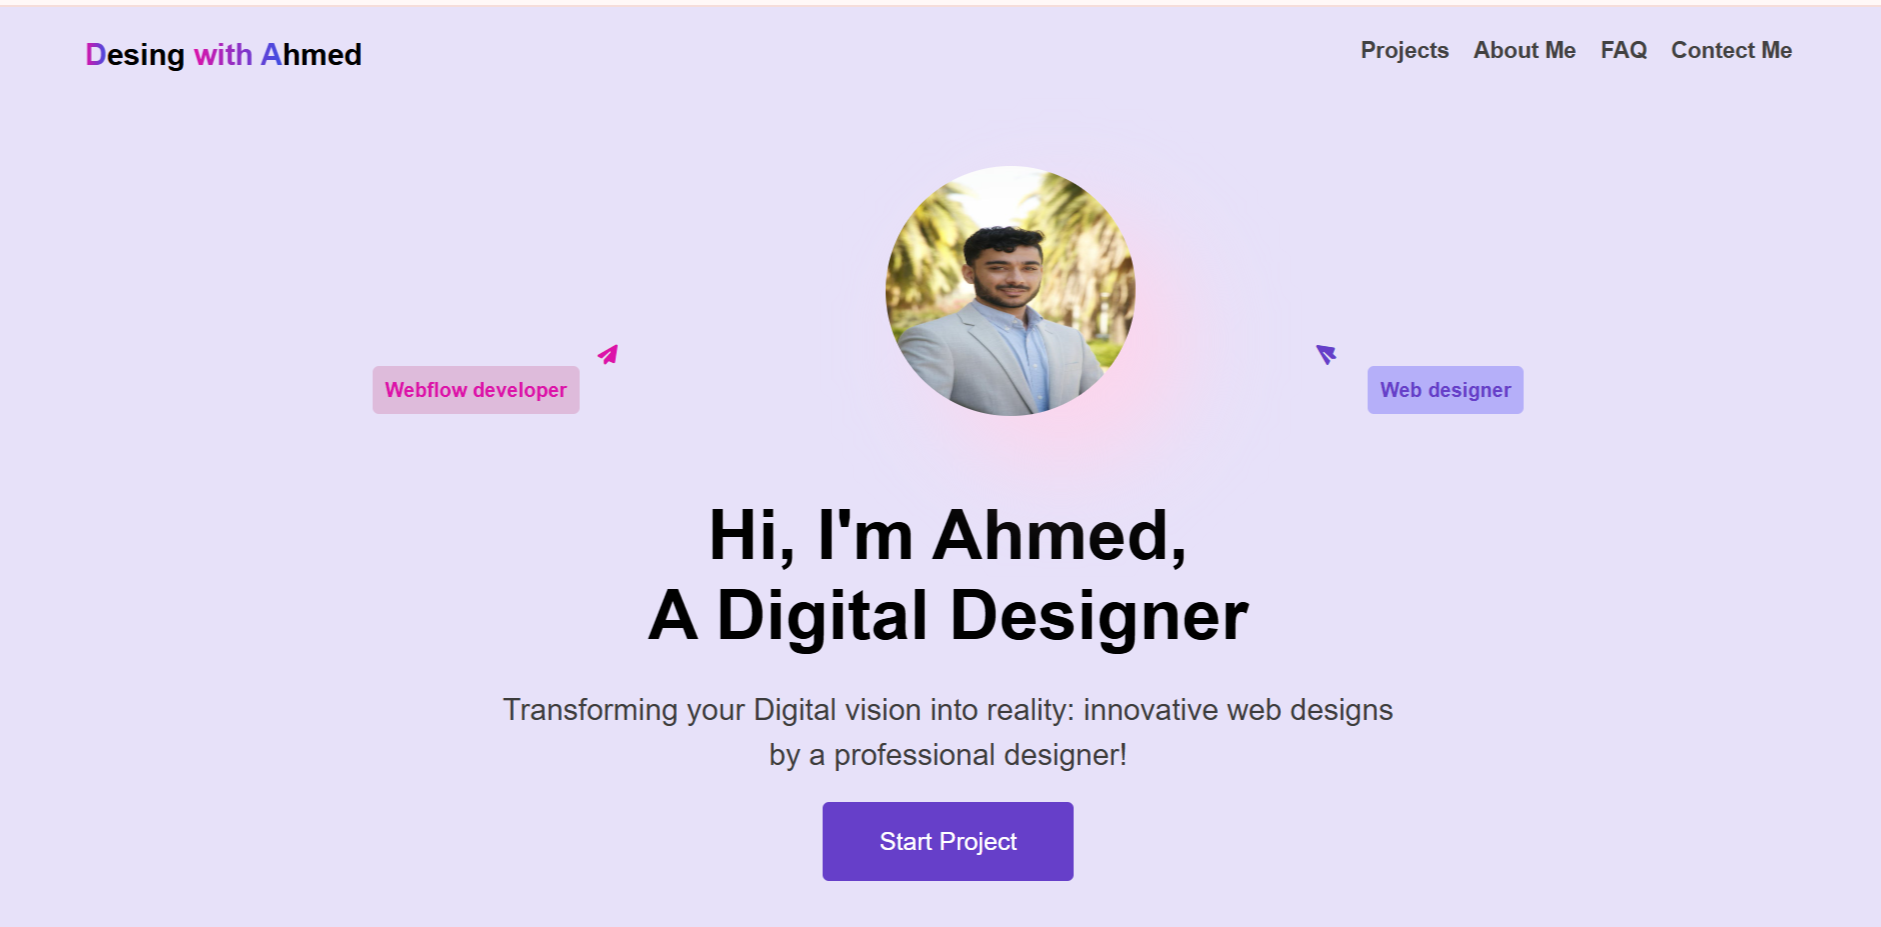 Desing with Ahmed
Projects About Me FAQ Contect Me
Webflow developer
Web designer
Hi, I'm Ahmed,
A Digital Designer
Transforming your Digital vision into reality: innovative web designs
by a professional designer!
Start Project